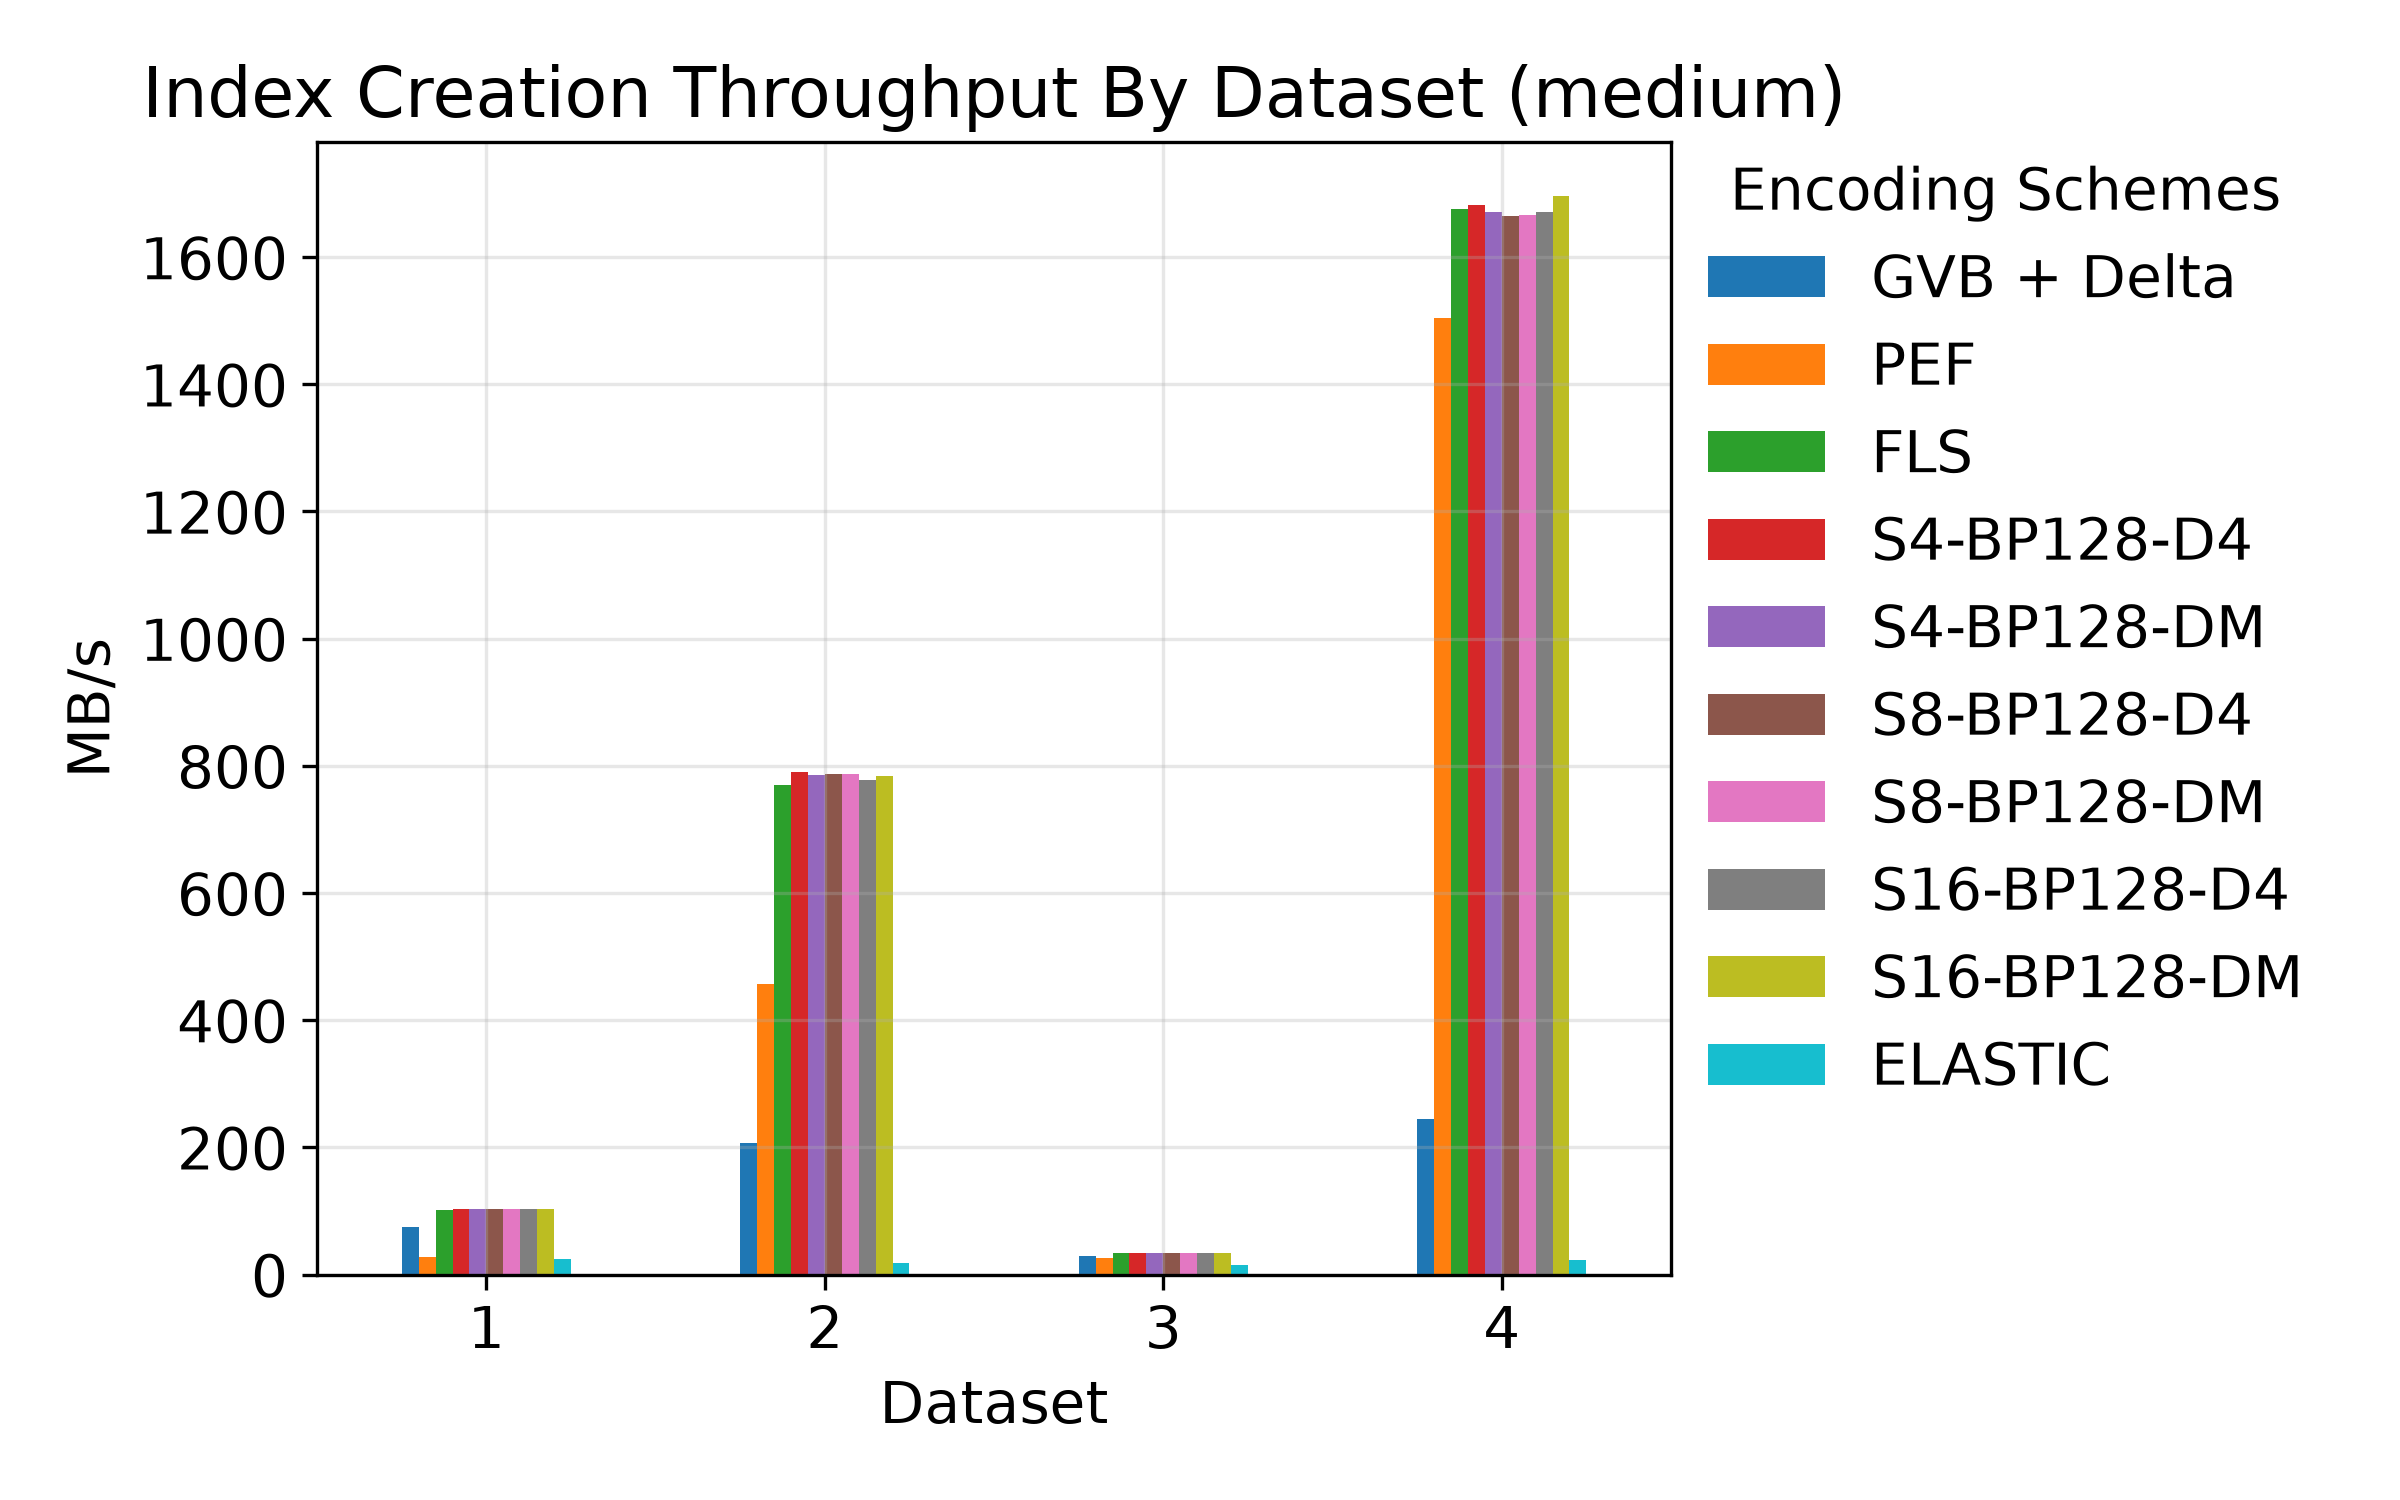 Index Creation Throughput By Dataset (medium)
MB/s
1600
1400
1200
1000
800
600
400
200
0
1 2 3 4
Dataset
Encoding Schemes
GVB + Delta
PEF
FLS
S4-BP128-D4
S4-BP128-DM
S8-BP128-D4
S8-BP128-DM
S16-BP128-D4
S16-BP128-DM
ELASTIC